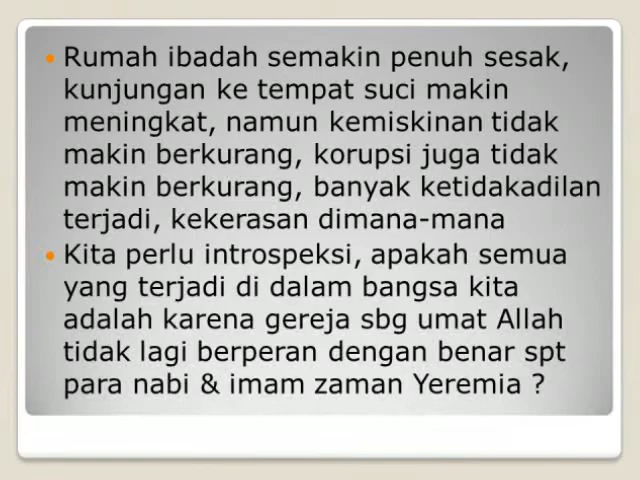 • Rumah ibadah semakin penuh sesak,
kunjungan ke tempat suci makin
meningkat, namun kemiskinan tidak
makin berkurang, korupsi juga tidak
makin berkurang, banyak ketidakadilan
terjadi, kekerasan dimana-mana
• Kita perlu introspeksi, apakah semua
yang terjadi di dalam bangsa kita
adalah karena gereja sbg umat Allah
tidak lagi berperan dengan benar spt
para nabi & imam zaman Yeremia ?